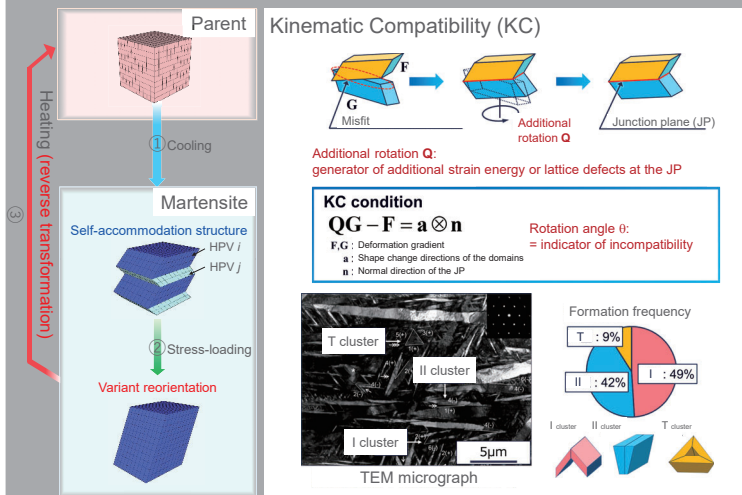 Parent
①Cooling
Heating (reverse transformation)
③
Martensite
Self-accommodation structure
HPV i
HPV j
②Stress-loading
Variant reorientation
Kinematic Compatibility (KC)
F
G
Misfit
Additional
rotation Q
Junction plane (JP)
Additional rotation Q:
generator of additional strain energy or lattice defects at the JP
KC condition
QG − F = a ⊗ n
F,G : Deformation gradient
a : Shape change directions of the domains
n : Normal direction of the JP
Rotation angle θ:
= indicator of incompatibility
T cluster
II cluster
I cluster
5μm
TEM micrograph
Formation frequency
T : 9%
I : 49%
II : 42%
I cluster
II cluster
T cluster